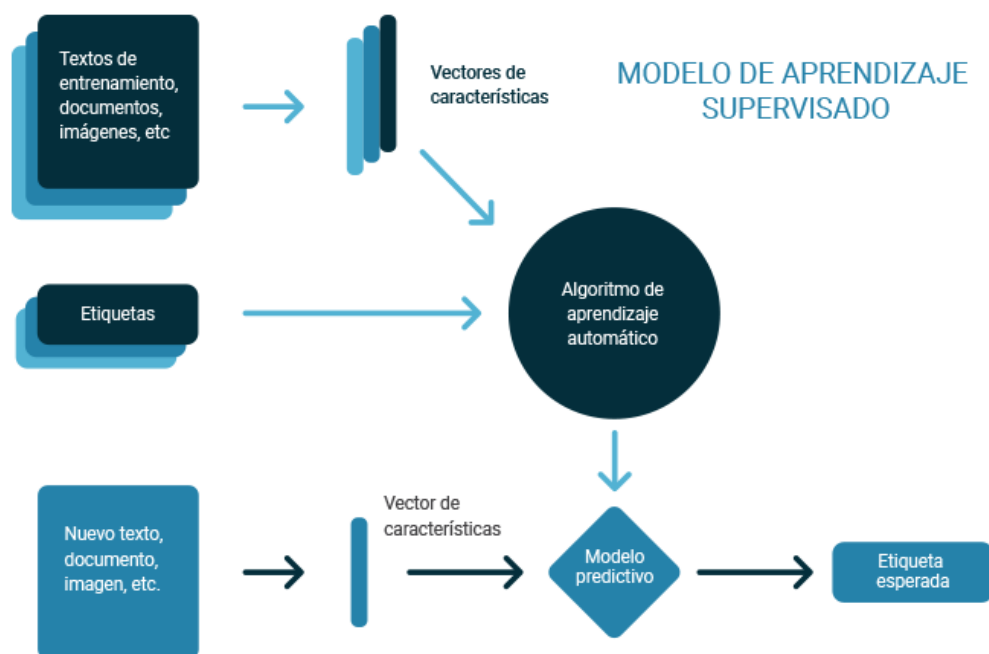 Textos de
entrenamiento,
documentos,
imágenes, etc
Vectores de
características
MODELO DE APRENDIZAJE
SUPERVISADO
Etiquetas
Algoritmo de
aprendizaje
automático
Nuevo texto,
documento,
imagen, etc.
Vector de
características
Modelo
predictivo
Etiqueta
esperada